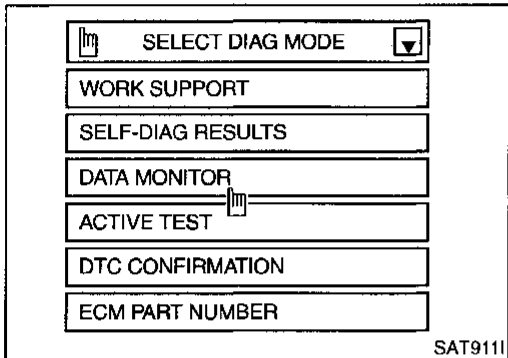 SELECT DIAG MODE
WORK SUPPORT
SELF-DIAG RESULTS
DATA MONITOR
ACTIVE TEST
DTC CONFIRMATION
ECM PART NUMBER
SAT911I